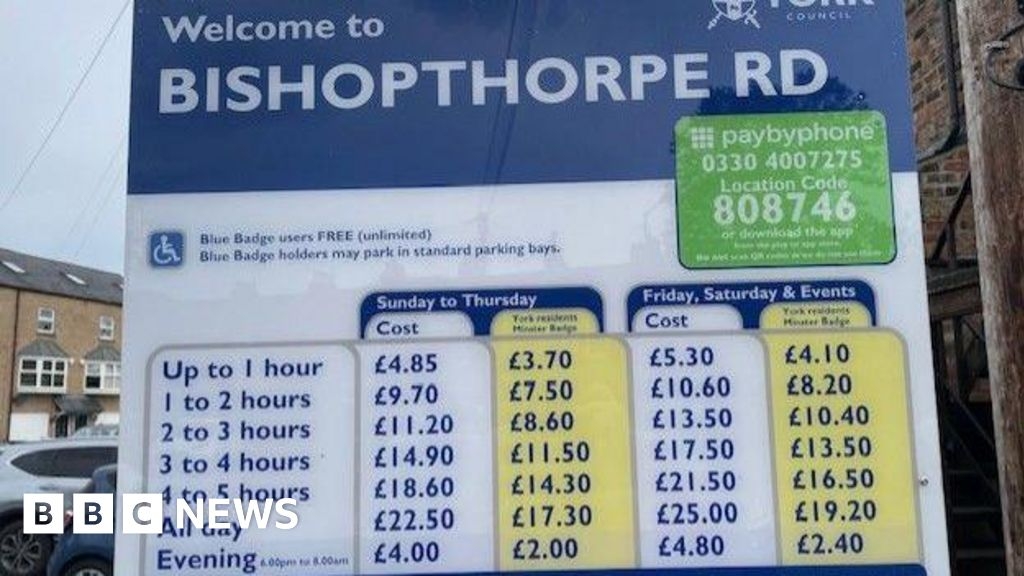 Welcome to
BISHOPTHORPE RD
YORK
COUNCIL
paybyphone
0330 4007275
Location Code
808746
or download the app
Blue Badge users FREE (unlimited)
Blue Badge holders may park in standard parking bays.
Sunday to Thursday
Friday, Saturday & Events
Cost York residents Cost York residents
Minster Badge Minster Badge
Up to 1 hour £4.85 £3.70 £5.30 £4.10
1 to 2 hours £9.70 £7.50 £10.60 £8.20
2 to 3 hours £11.20 £8.60 £13.50 £10.40
3 to 4 hours £14.90 £11.50 £17.50 £13.50
4 to 5 hours £18.60 £14.30 £21.50 £16.50
All day £22.50 £17.30 £25.00 £19.20
Evening 6.00pm to 8.00am £4.00 £2.00 £4.80 £2.40
BBC NEWS